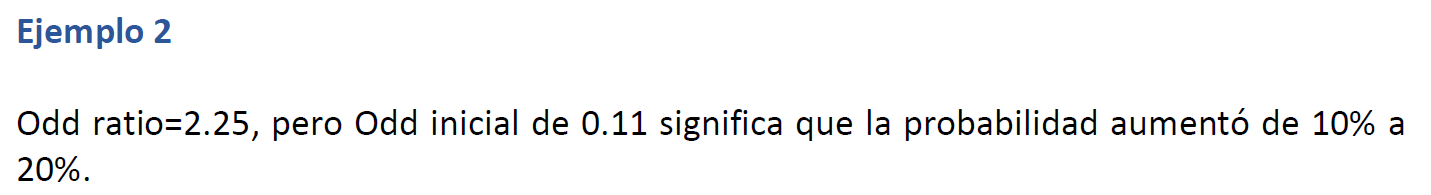 Ejemplo 2
Odd ratio=2.25, pero Odd inicial de 0.11 significa que la probabilidad aumentó de 10% a
20%.